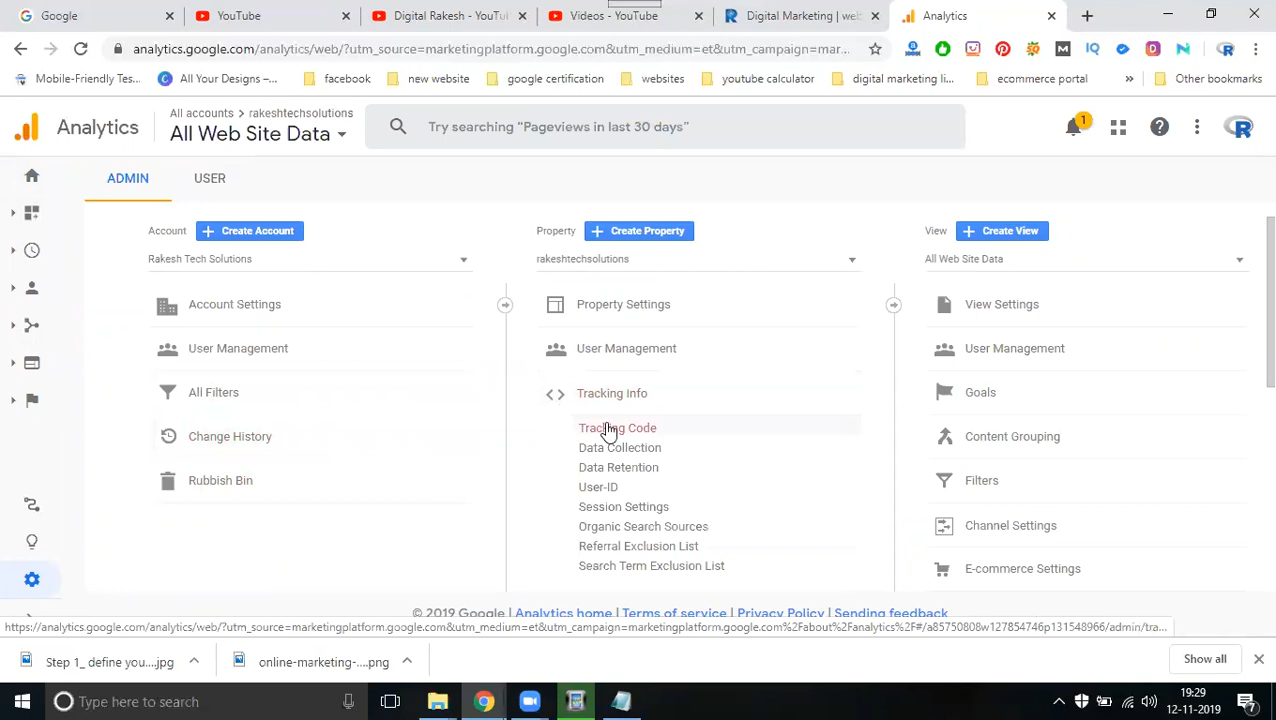 Google
YouTube
Digital Rakesh - YouTu
Videos - YouTube
Digital Marketing | web
Analytics
analytics.google.com/analytics/web/?utm_source=marketingplatform.google.com&utm_medium=et&utm_campaign=mar...
Mobile-Friendly Tes...
All Your Designs –...
facebook
new website
google certification
websites
youtube calculator
digital marketing li...
ecommerce portal
»
Other bookmarks
Analytics
All accounts > rakeshtechsolutions
All Web Site Data
Try searching “Pageviews in last 30 days”
1
ADMIN
USER
Account
+ Create Account
Property
+ Create Property
View
+ Create View
Rakesh Tech Solutions
rakeshtechsolutions
All Web Site Data
Account Settings
Property Settings
View Settings
User Management
User Management
User Management
All Filters
Tracking Info
Goals
Change History
Tracking Code
Content Grouping
Data Collection
Data Retention
Rubbish Bin
Filters
User-ID
Session Settings
Organic Search Sources
Channel Settings
Referral Exclusion List
Search Term Exclusion List
E-commerce Settings
© 2019 Google | Analytics home | Terms of service | Privacy Policy | Sending feedback
https://analytics.google.com/analytics/web/?utm_source=marketingplatform.google.com&utm_medium=et&utm_campaign=marketingplatform.google.com%2Fabout%2Fanalytics%2F#/a85750808w127854746p131548966/admin/tra...
Step 1_ define you....jpg
online-marketing-....png
Show all
Type here to search
19:29
12-11-2019
7